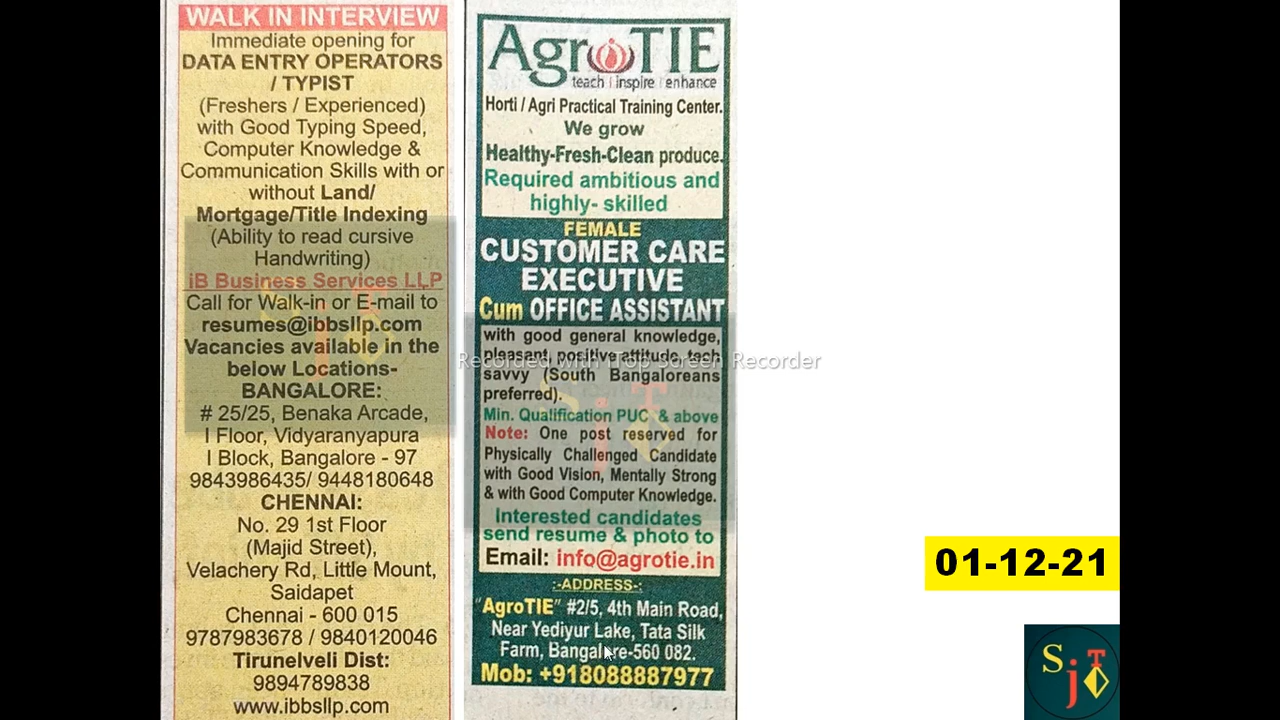 WALK IN INTERVIEW
Immediate opening for
DATA ENTRY OPERATORS
/ TYPIST
(Freshers / Experienced)
with Good Typing Speed,
Computer Knowledge &
Communication Skills with or
without Land/
Mortgage/Title Indexing
(Ability to read cursive
Handwriting)
iB Business Services LLP
Call for Walk-in or E-mail to
resumes@ibbsllp.com
Vacancies available in the
below Locations-
BANGALORE:
# 25/25, Benaka Arcade,
I Floor, Vidyaranyapura
I Block, Bangalore - 97
9843986435/ 9448180648
CHENNAI:
No. 29 1st Floor
(Majid Street),
Velachery Rd, Little Mount,
Saidapet
Chennai - 600 015
9787983678 / 9840120046
Tirunelveli Dist:
9894789838
www.ibbsllp.com
AgroTIE
teach inspire enhance
Horti / Agri Practical Training Center.
We grow
Healthy-Fresh-Clean produce.
Required ambitious and
highly- skilled
FEMALE
CUSTOMER CARE
EXECUTIVE
Cum OFFICE ASSISTANT
with good general knowledge,
pleasant, positive attitude, tech
savvy (South Bangaloreans
preferred).
Min. Qualification PUC & above
Note: One post reserved for
Physically Challenged Candidate
with Good Vision, Mentally Strong
& with Good Computer Knowledge.
Interested candidates
send resume & photo to
Email: info@agrotie.in
:-ADDRESS-:
"AgroTIE" #2/5, 4th Main Road,
Near Yediyur Lake, Tata Silk
Farm, Bangalore-560 082.
Mob: +918088887977
Recorded with iTop Screen Recorder
01-12-21
SjTD